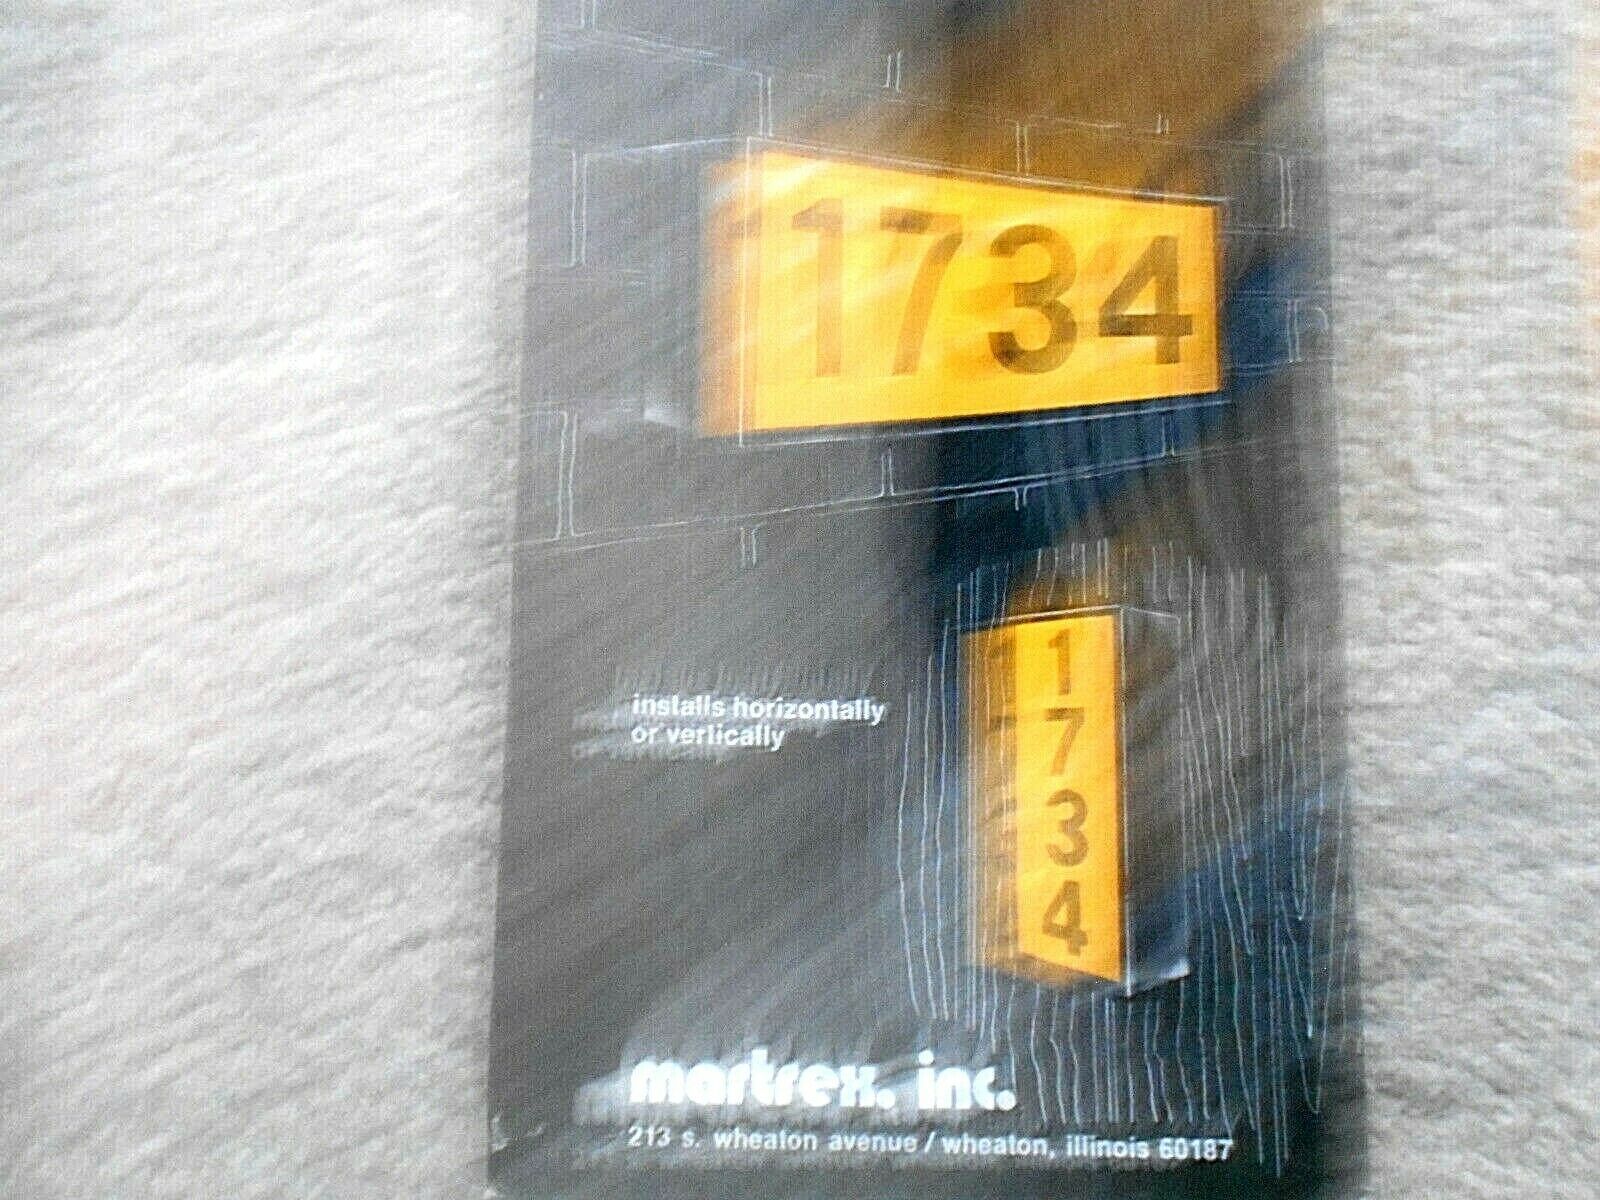 1734
installs horizontally
or vertically
1
7
3
4
martrex, inc.
213 s. wheaton avenue / wheaton, illinois 60187